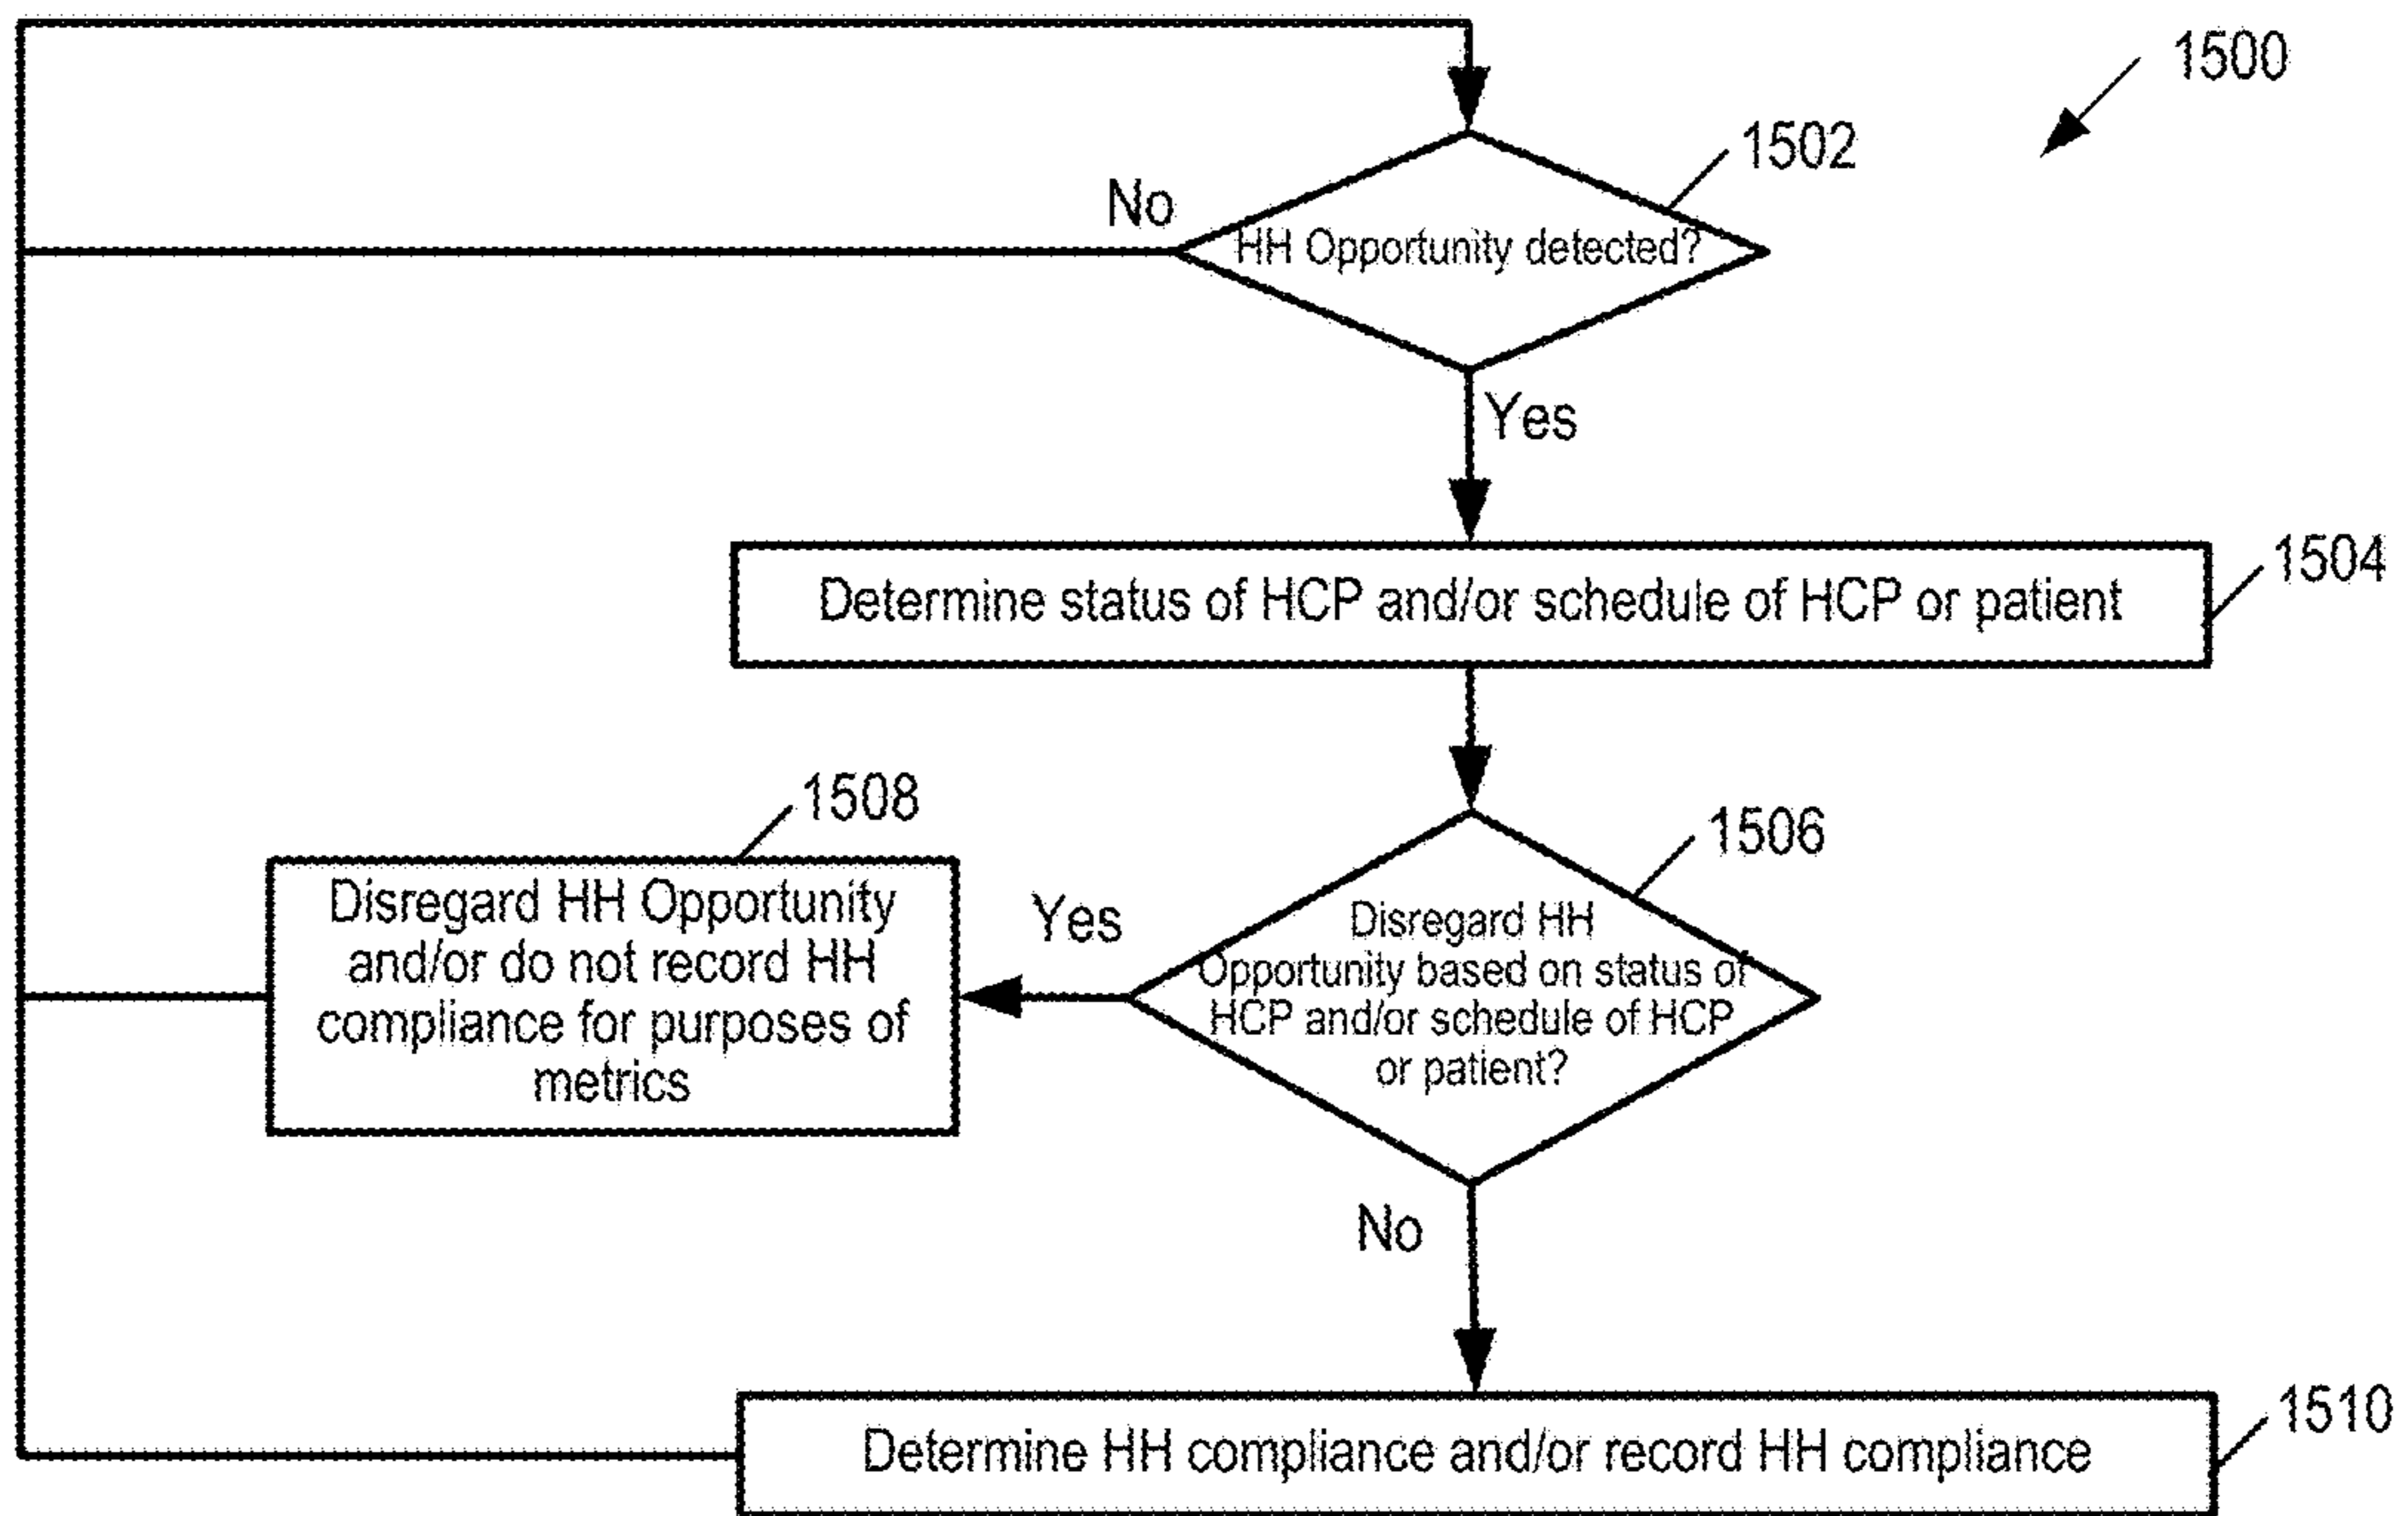 1500
1502
No
HH Opportunity detected?
Yes
1504
Determine status of HCP and/or schedule of HCP or patient
1508
1506
Disregard HH Opportunity
and/or do not record HH
compliance for purposes of
metrics
Yes
Disregard HH
Opportunity based on status of
HCP and/or schedule of HCP
or patient?
No
1510
Determine HH compliance and/or record HH compliance